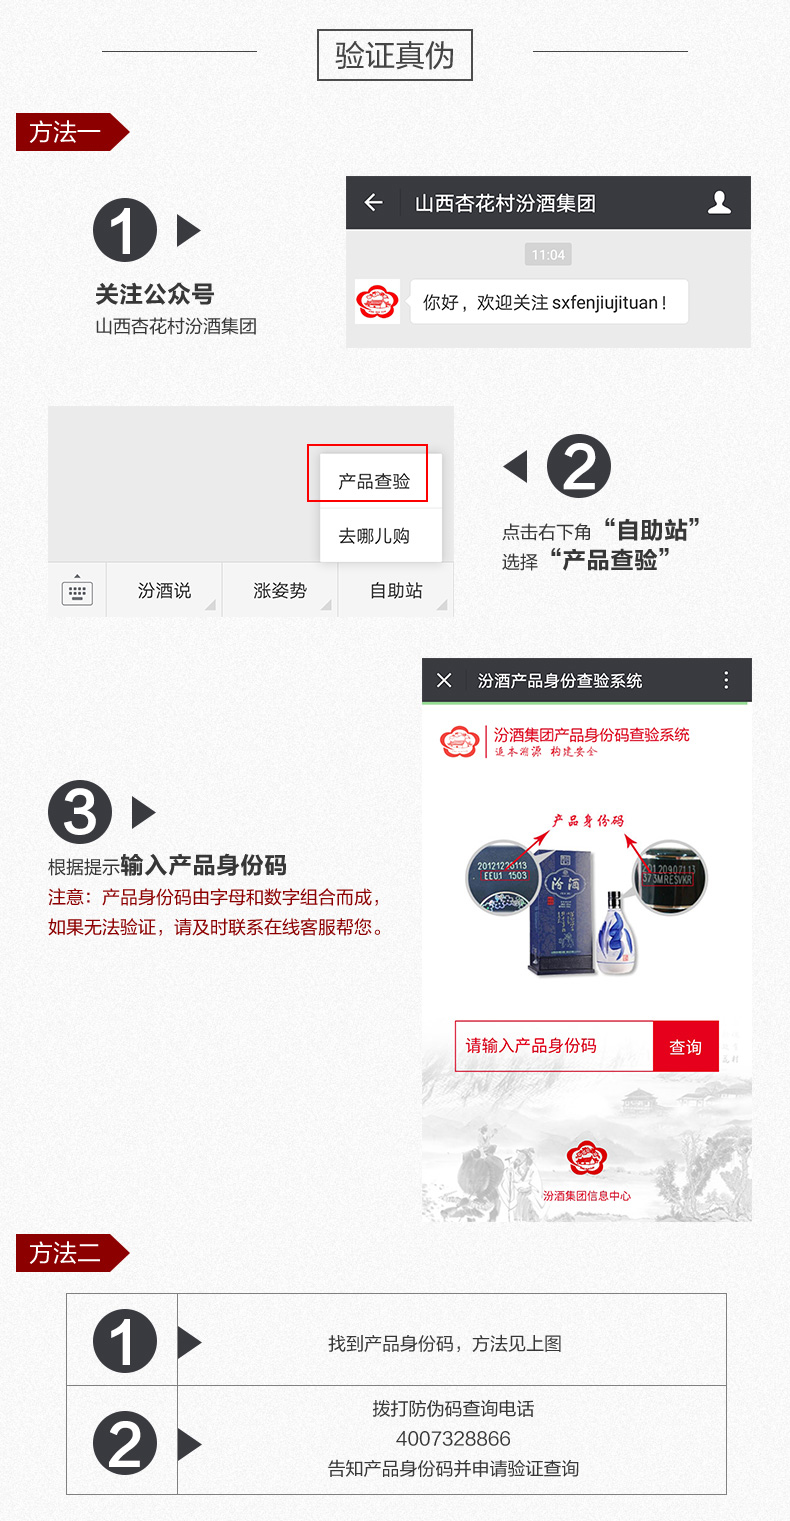 验证真伪
方法一
1
关注公众号
山西杏花村汾酒集团
山西杏花村汾酒集团
11:04
你好，欢迎关注 sxfenjiujituan！
产品查验
去哪儿购
汾酒说
涨姿势
自助站
2
点击右下角“自助站”
选择“产品查验”
3
根据提示输入产品身份码
注意：产品身份码由字母和数字组合而成，
如果无法验证，请及时联系在线客服帮您。
汾酒产品身份查验系统
汾酒集团产品身份码查验系统
返本溯源 构建安全
产品身份码
20121220113
EEU1 1503
20120907113
373MRESVKR
汾酒
请输入产品身份码
查询
汾酒集团信息中心
方法二
1
找到产品身份码，方法见上图
2
拨打防伪码查询电话
4007328866
告知产品身份码并申请验证查询